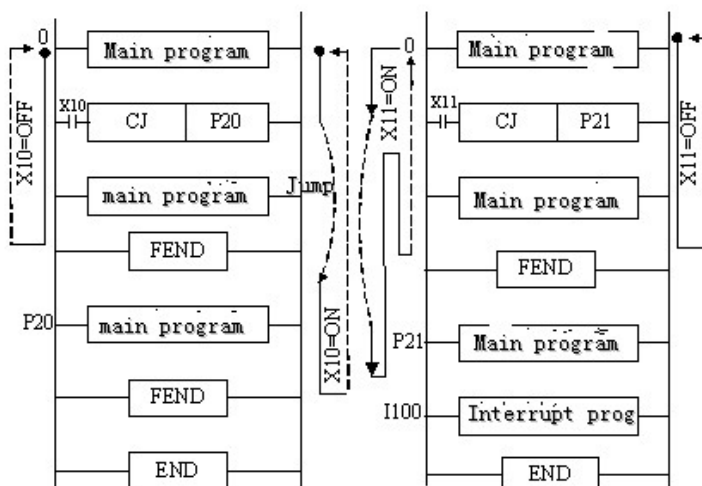 0
Main program
X10
CJ
P20
X10=OFF
main program
Jump
FEND
P20
main program
X10=ON
FEND
END
0
Main program
X11=ON
X11
CJ
P21
X11=OFF
Main program
FEND
P21
Main program
I100
Interrupt prog
END